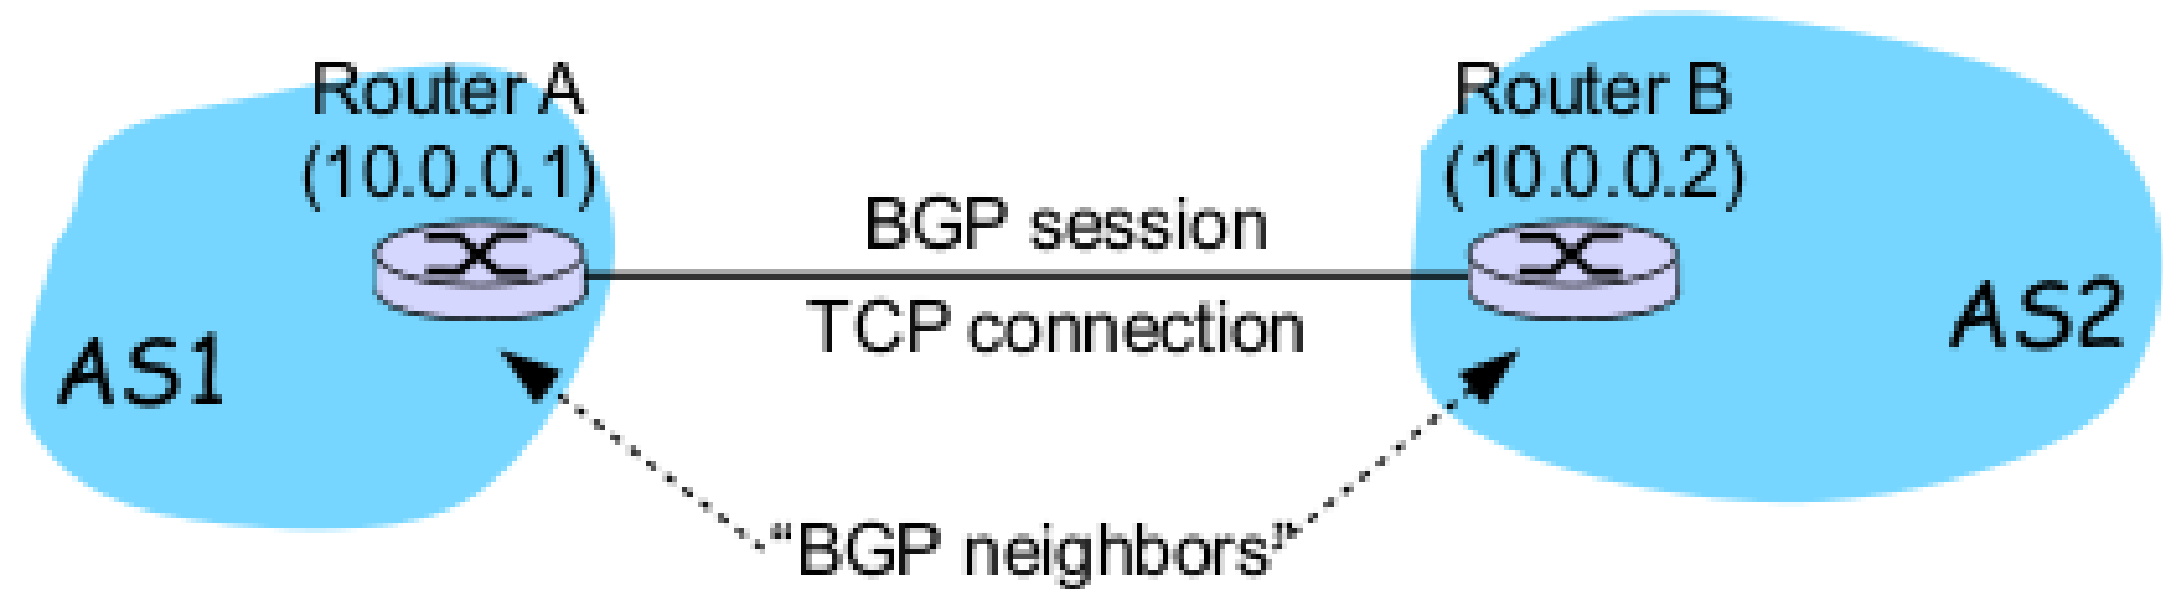 Router A
(10.0.0.1)
Router B
(10.0.0.2)
BGP session
TCP connection
AS1
AS2
“BGP neighbors”